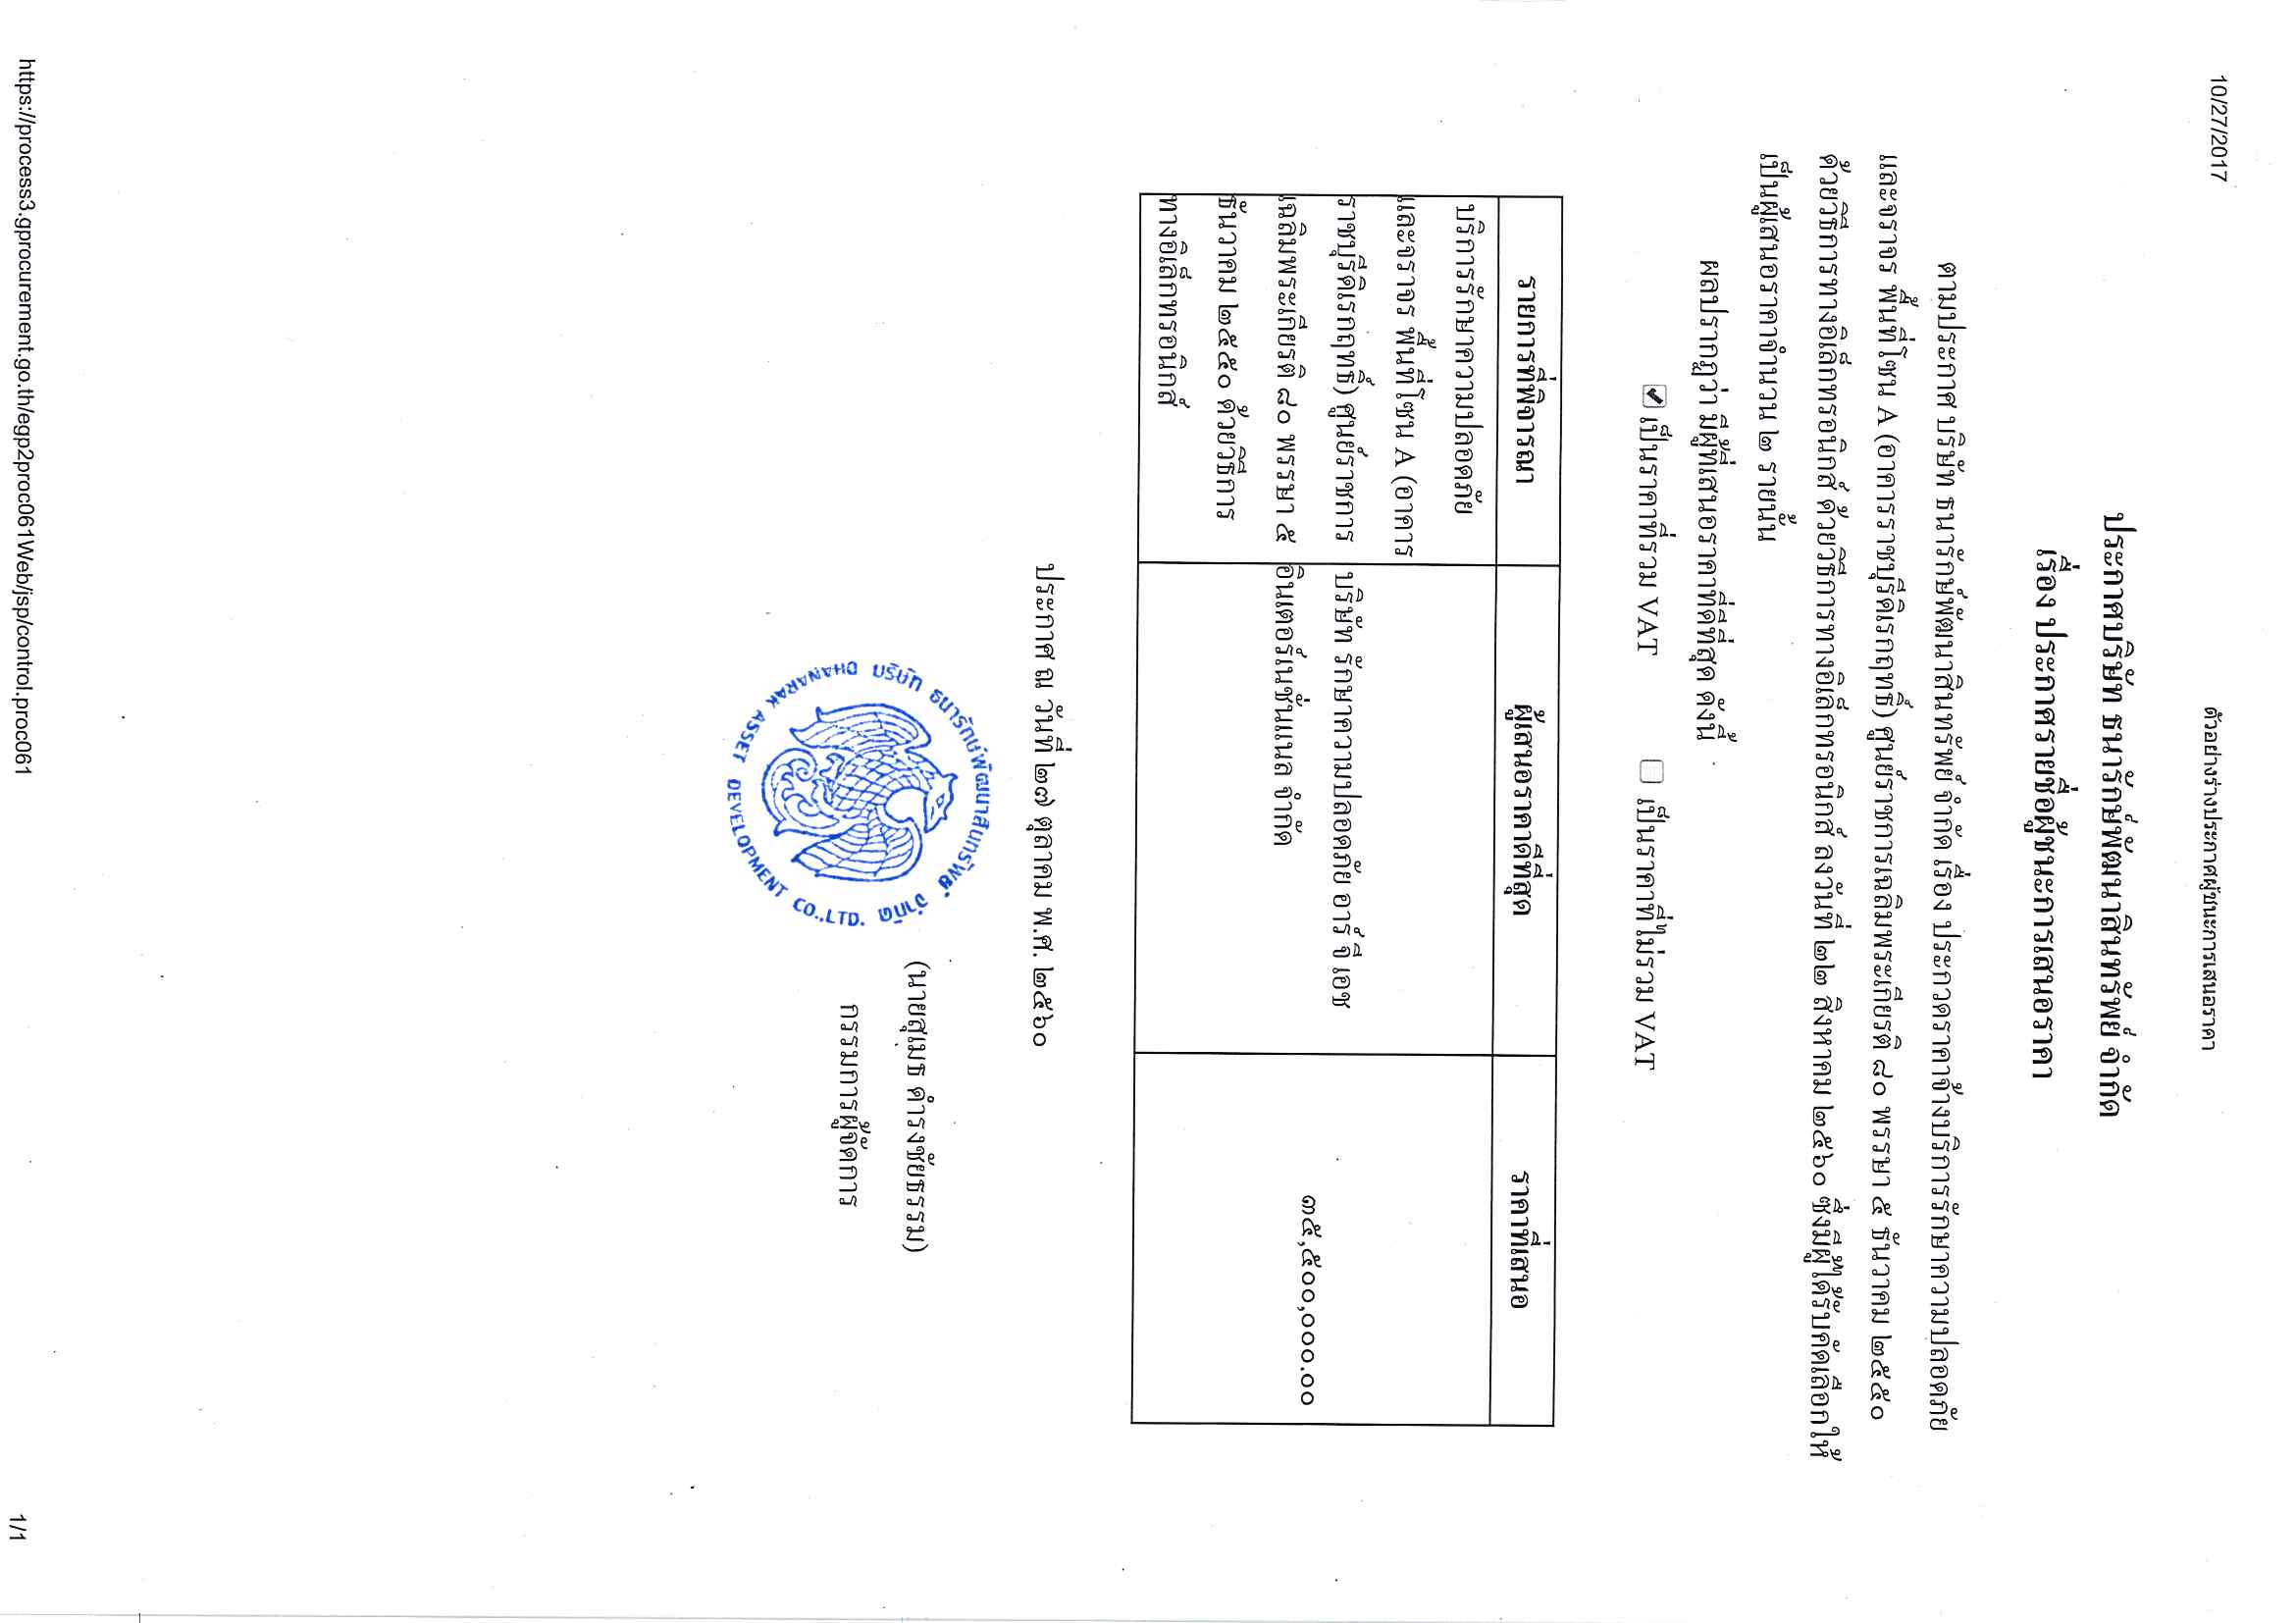 10/27/2017
ตัวอย่างร่างประกาศผู้ชนะการเสนอราคา
ประกาศบริษัท ธนารักษ์พัฒนาสินทรัพย์ จำกัด
เรื่อง ประกาศรายชื่อผู้ชนะการเสนอราคา
ตามประกาศ บริษัท ธนารักษ์พัฒนาสินทรัพย์ จำกัด เรื่อง ประกวดราคาจ้างบริการรักษาความปลอดภัย
และจราจร พื้นที่โซน A (อาคารราชบุรีดิเรกฤทธิ์) ศูนย์ราชการเฉลิมพระเกียรติ ๘๐ พรรษา ๕ ธันวาคม ๒๕๕๐
ด้วยวิธีการทางอิเล็กทรอนิกส์ ด้วยวิธีการทางอิเล็กทรอนิกส์ ลงวันที่ ๒๒ สิงหาคม ๒๕๖๐ ซึ่งมีผู้ได้รับคัดเลือกให้
เป็นผู้เสนอราคาจำนวน ๒ รายนั้น
ผลปรากฏว่า มีผู้ที่เสนอราคาที่ดีที่สุด ดังนี้
เป็นราคาที่รวม VAT เป็นราคาที่ไม่รวม VAT
รายการที่พิจารณา ผู้เสนอราคาดีที่สุด ราคาที่เสนอ
บริการรักษาความปลอดภัย
และจราจร พื้นที่โซน A (อาคาร
ราชบุรีดิเรกฤทธิ์) ศูนย์ราชการ
เฉลิมพระเกียรติ ๘๐ พรรษา ๕
ธันวาคม ๒๕๕๐ ด้วยวิธีการ
ทางอิเล็กทรอนิกส์
บริษัท รักษาความปลอดภัย อาร์ จี เอช
อินเตอร์เนชั่นแนล จำกัด
๓๕,๕๐๐,๐๐๐.๐๐
ประกาศ ณ วันที่ ๒๗ ตุลาคม พ.ศ. ๒๕๖๐
บริษัท ธนารักษ์พัฒนาสินทรัพย์ จำกัด
DHANARAK ASSET DEVELOPMENT CO.,LTD.
(นายสุเมธ ดำรงชัยธรรม)
กรรมการผู้จัดการ
https://process3.gprocurement.go.th/egp2proc061Web/jsp/control.proc061
1/1